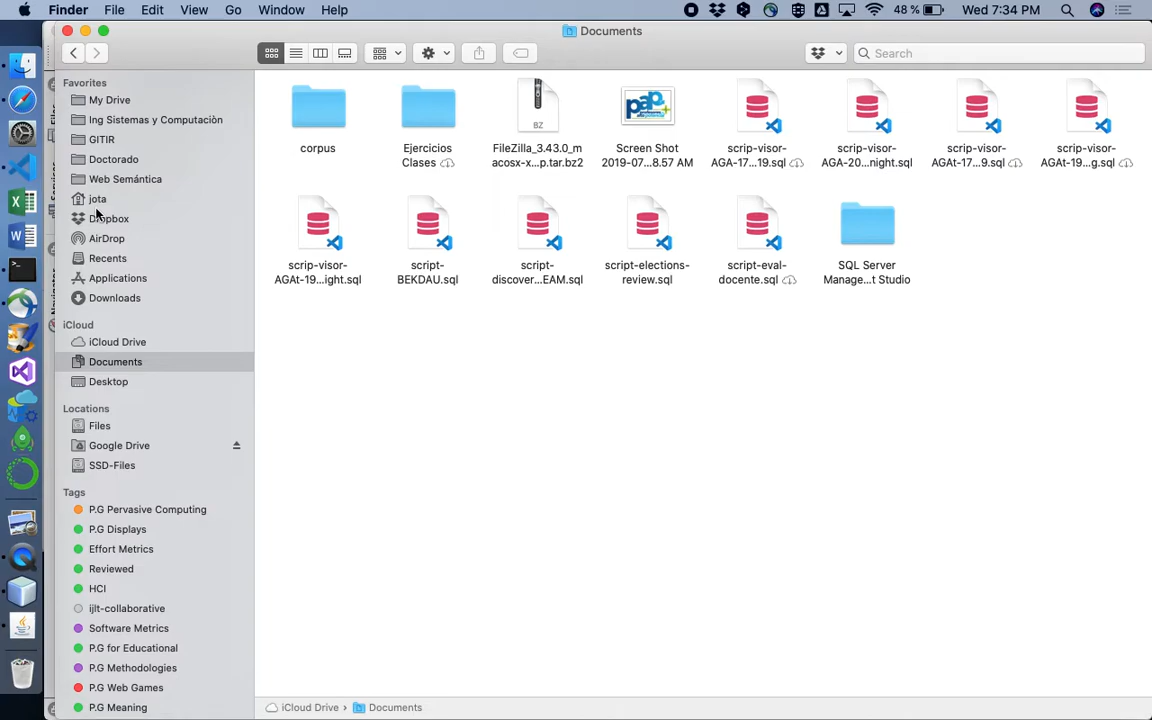 Finder File Edit View Go Window Help 48 % Wed 7:34 PM
Documents
Search
Favorites
My Drive
Ing Sistemas y Computaciòn
GITIR
Doctorado
Web Semántica
jota
Dropbox
AirDrop
Recents
Applications
Downloads
iCloud
iCloud Drive
Documents
Desktop
Locations
Files
Google Drive
SSD-Files
Tags
P.G Pervasive Computing
P.G Displays
Effort Metrics
Reviewed
HCI
ijlt-collaborative
Software Metrics
P.G for Educational
P.G Methodologies
P.G Web Games
P.G Meaning
corpus
Ejercicios
Clases
BZ
FileZilla_3.43.0_m
acosx-x...p.tar.bz2
pap
Screen Shot
2019-07...8.57 AM
scrip-visor-
AGA-17...19.sql
scrip-visor-
AGA-20...night.sql
scrip-visor-
AGAt-17...9.sql
scrip-visor-
AGAt-19...g.sql
scrip-visor-
AGAt-19...ight.sql
script-
BEKDAU.sql
script-
discover...EAM.sql
script-elections-
review.sql
script-eval-
docente.sql
SQL Server
Manage...t Studio
iCloud Drive › Documents